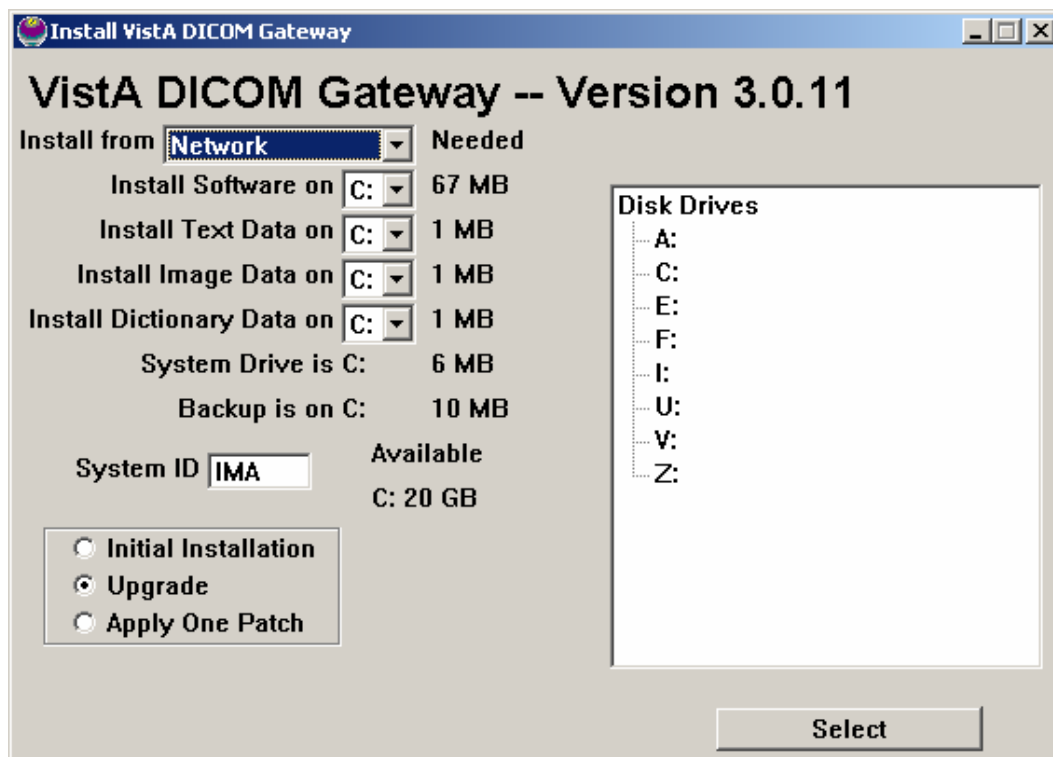 Install VistA DICOM Gateway
VistA DICOM Gateway -- Version 3.0.11
Install from Network Needed
Install Software on C: 67 MB
Install Text Data on C: 1 MB
Install Image Data on C: 1 MB
Install Dictionary Data on C: 1 MB
System Drive is C: 6 MB
Backup is on C: 10 MB
System ID IMA
Available
C: 20 GB
Initial Installation
Upgrade
Apply One Patch
Disk Drives
A:
C:
E:
F:
I:
U:
V:
Z:
Select